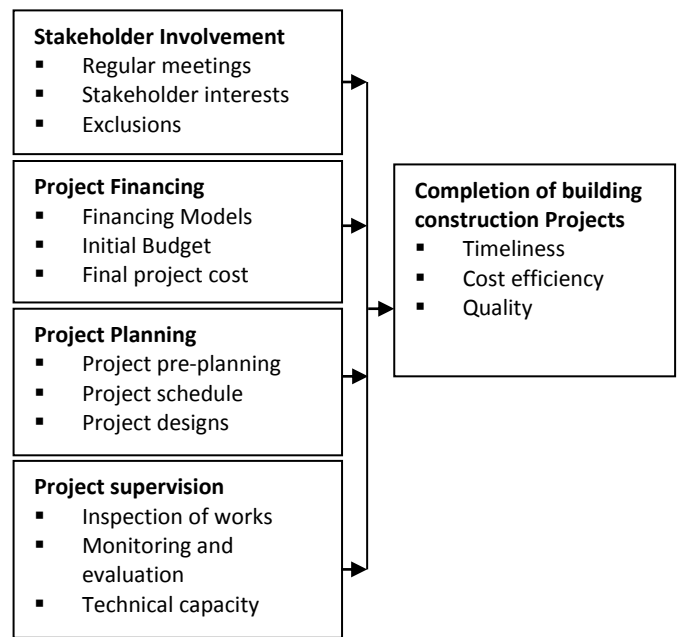 Stakeholder Involvement
▪ Regular meetings
▪ Stakeholder interests
▪ Exclusions
Project Financing
▪ Financing Models
▪ Initial Budget
▪ Final project cost
Project Planning
▪ Project pre-planning
▪ Project schedule
▪ Project designs
Project supervision
▪ Inspection of works
▪ Monitoring and
evaluation
▪ Technical capacity
Completion of building
construction Projects
▪ Timeliness
▪ Cost efficiency
▪ Quality